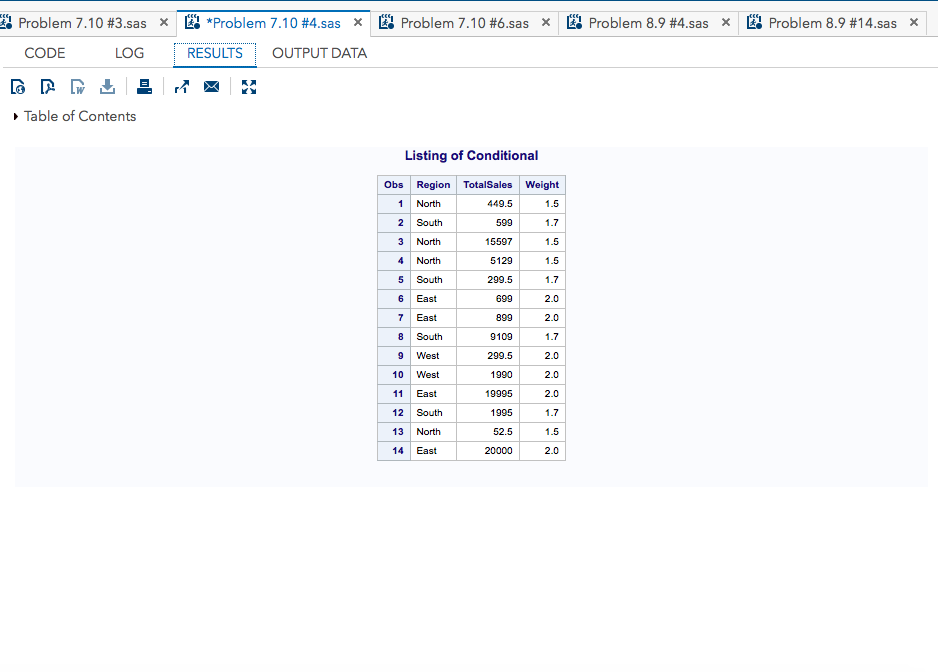 Problem 7.10 #3.sas × *Problem 7.10 #4.sas × Problem 7.10 #6.sas × Problem 8.9 #4.sas × Problem 8.9 #14.sas ×
CODE LOG RESULTS OUTPUT DATA
Table of Contents
Listing of Conditional
Obs Region TotalSales Weight
1 North 449.5 1.5
2 South 599 1.7
3 North 15597 1.5
4 North 5129 1.5
5 South 299.5 1.7
6 East 699 2.0
7 East 899 2.0
8 South 9109 1.7
9 West 299.5 2.0
10 West 1990 2.0
11 East 19995 2.0
12 South 1995 1.7
13 North 52.5 1.5
14 East 20000 2.0